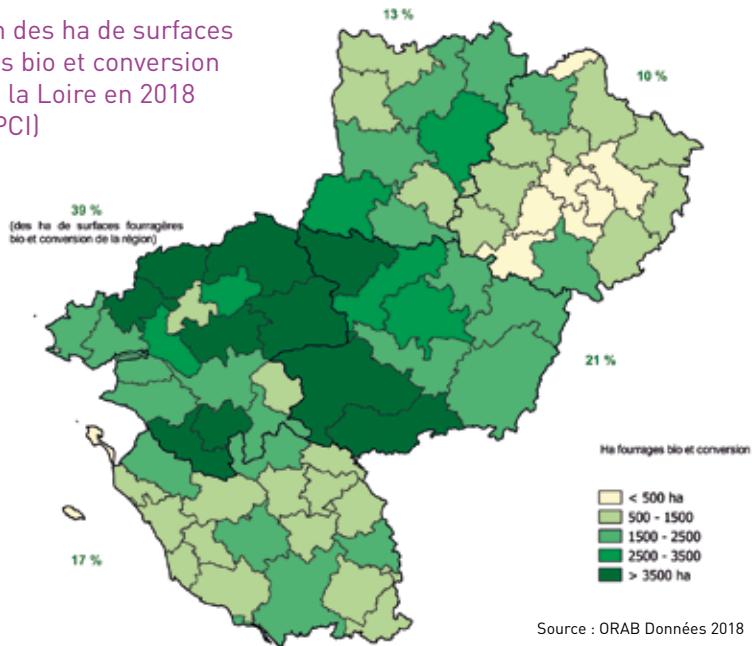 des ha de surfaces
s bio et conversion
la Loire en 2018
PCI)
13 %
10 %
39 %
(des ha de surfaces fourragères
bio et conversion de la région)
21 %
17 %
Ha fourrages bio et conversion
< 500 ha
500 - 1500
1500 - 2500
2500 - 3500
> 3500 ha
Source : ORAB Données 2018